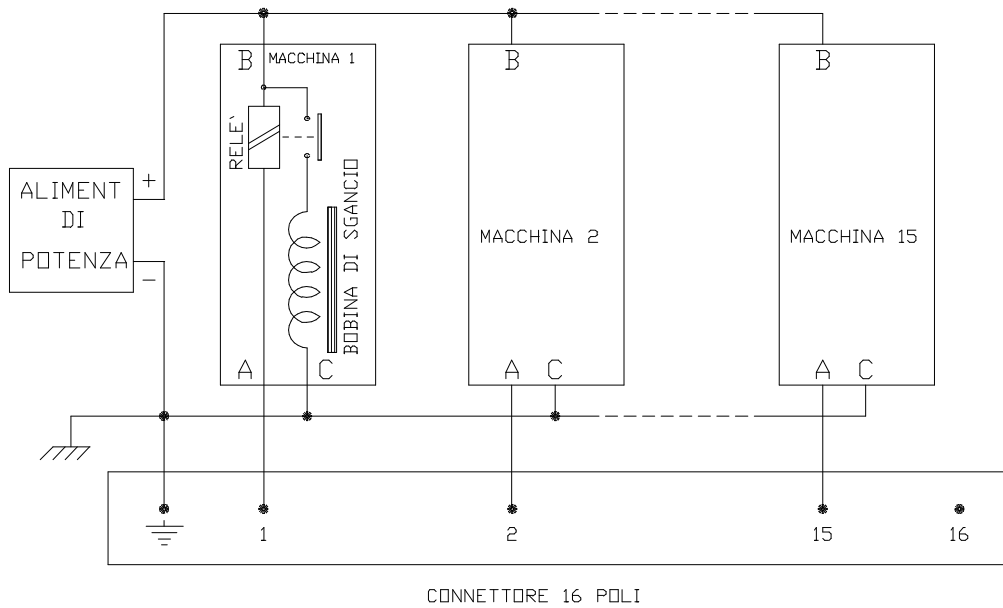 B MACCHINA 1
B
B
RELE`
BOBINA DI SGANCIO
ALIMENT
DI
POTENZA
+
-
MACCHINA 2
MACCHINA 15
A C
A C
A C
1
2
15
16
CONNETTORE 16 POLI